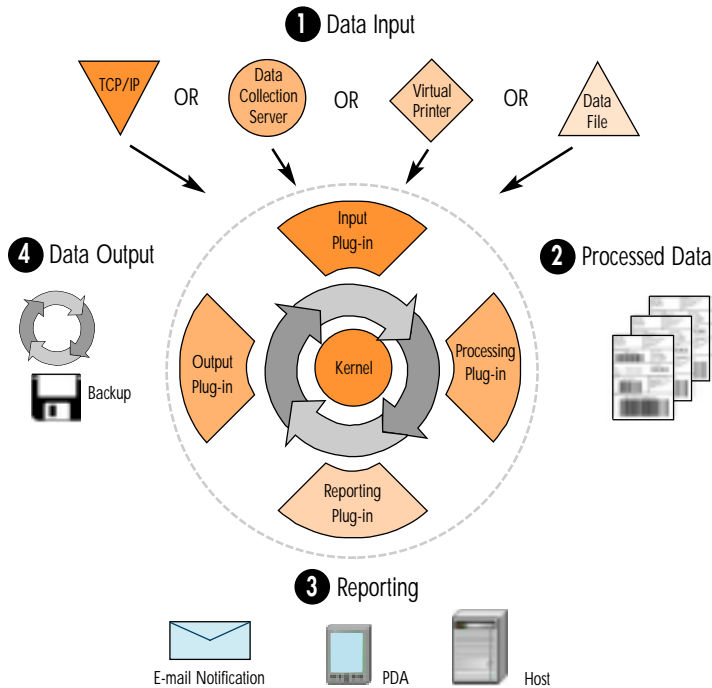 1 Data Input
TCP/IP
OR
Data
Collection
Server
OR
Virtual
Printer
OR
Data
File
Input
Plug-in
4 Data Output
Backup
2 Processed Data
Output
Plug-in
Kernel
Processing
Plug-in
Reporting
Plug-in
3 Reporting
E-mail Notification
PDA
Host